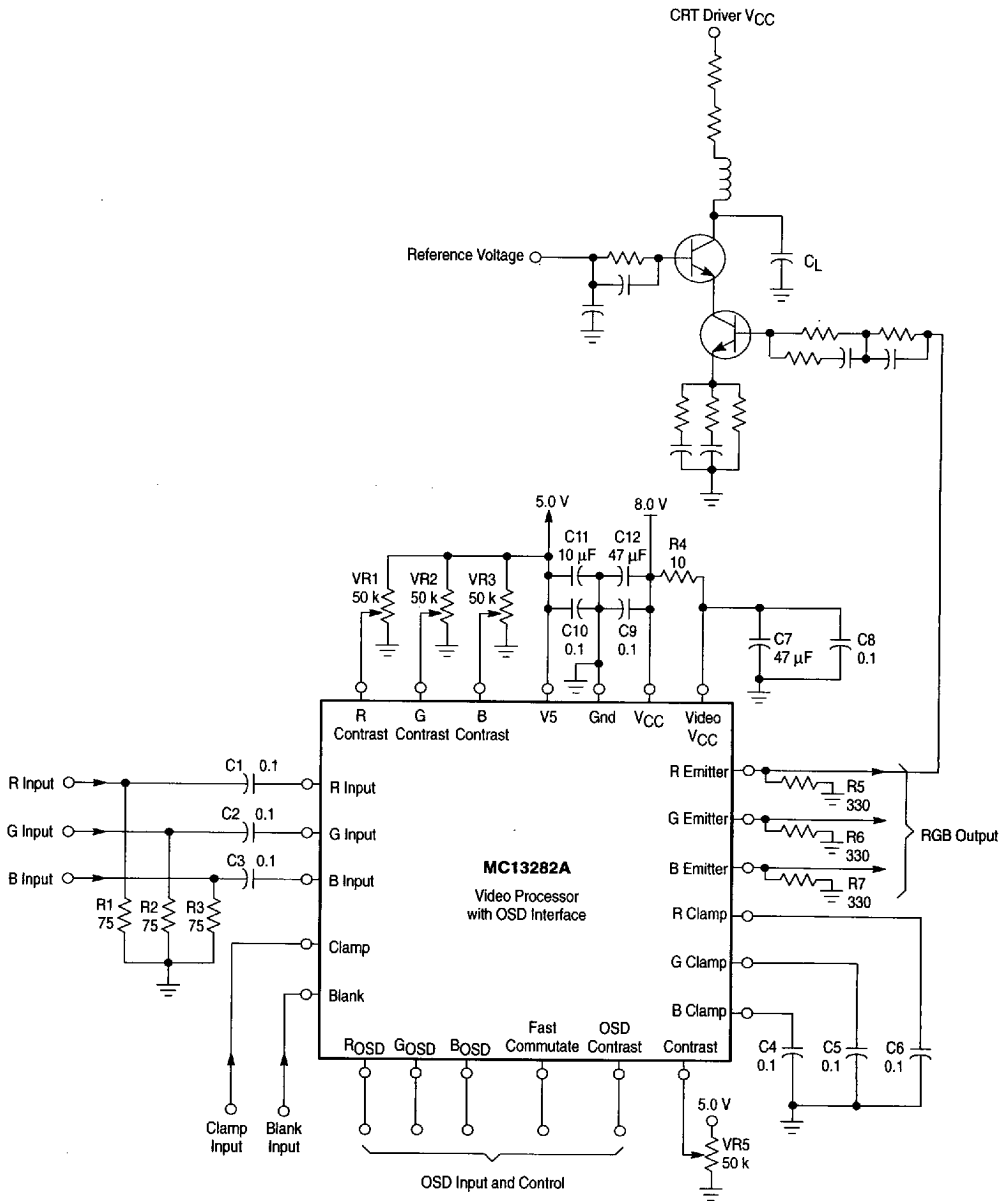 CRT Driver VCC
Reference Voltage
CL
5.0 V
8.0 V
C11
10 µF
C12
47 µF
R4
10
VR1
50 k
VR2
50 k
VR3
50 k
C10
0.1
C9
0.1
C7
47 µF
C8
0.1
R
Contrast
G
Contrast
B
Contrast
V5
Gnd
VCC
Video
VCC
R Input
C1 0.1
R Input
G Input
C2 0.1
G Input
B Input
C3 0.1
B Input
R1
75
R2
75
R3
75
MC13282A
Video Processor
with OSD Interface
R Emitter
R5
330
G Emitter
R6
330
B Emitter
R7
330
RGB Output
R Clamp
G Clamp
B Clamp
C4
0.1
C5
0.1
C6
0.1
Clamp
Blank
ROSD
GOSD
BOSD
Fast
Commutate
OSD
Contrast
Contrast
Clamp
Input
Blank
Input
5.0 V
VR5
50 k
OSD Input and Control